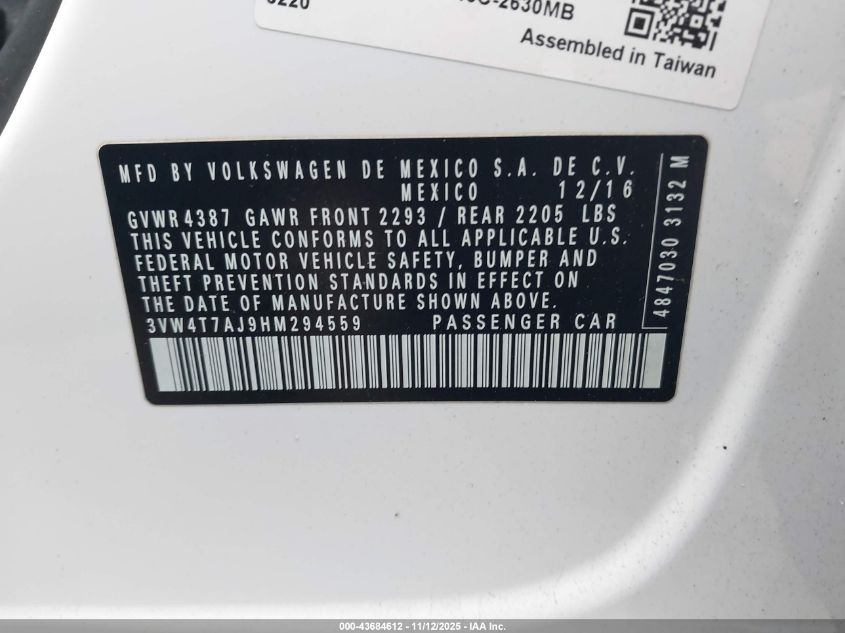 -2630MB
Assembled in Taiwan
MFD BY VOLKSWAGEN DE MEXICO S.A. DE C.V.
MEXICO 12/16
GVWR 4387 GAWR FRONT 2293 / REAR 2205 LBS
THIS VEHICLE CONFORMS TO ALL APPLICABLE U.S.
FEDERAL MOTOR VEHICLE SAFETY, BUMPER AND
THEFT PREVENTION STANDARDS IN EFFECT ON
THE DATE OF MANUFACTURE SHOWN ABOVE.
3VW4T7AJ9HM294559 PASSENGER CAR
4847030 3132 M
000-43684612 - 11/12/2025 - IAA Inc.